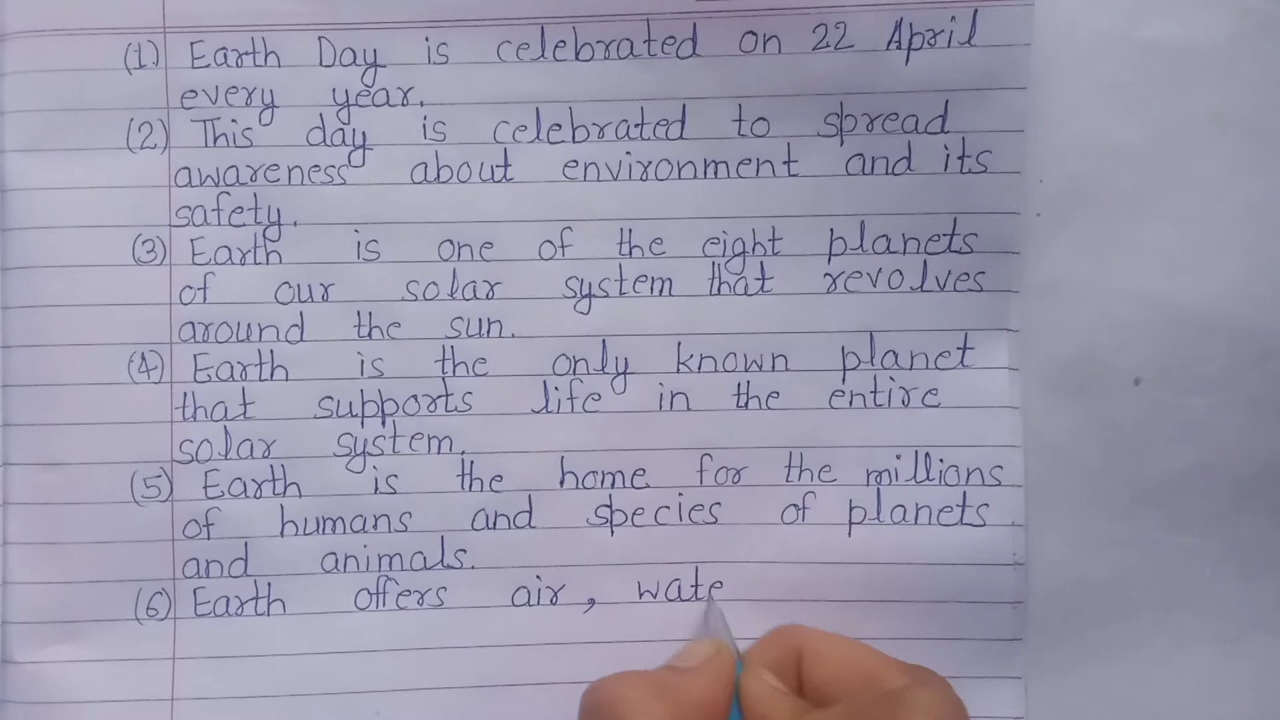 (1) Earth Day is celebrated on 22 April
every year.
(2) This day is celebrated to spread
awareness about environment and its
safety.
(3) Earth is one of the eight planets
of our solar system that revolves
around the sun.
(4) Earth is the only known planet
that supports life in the entire
solar system.
(5) Earth is the home for the millions
of humans and species of planets
and animals.
(6) Earth offers air, wate